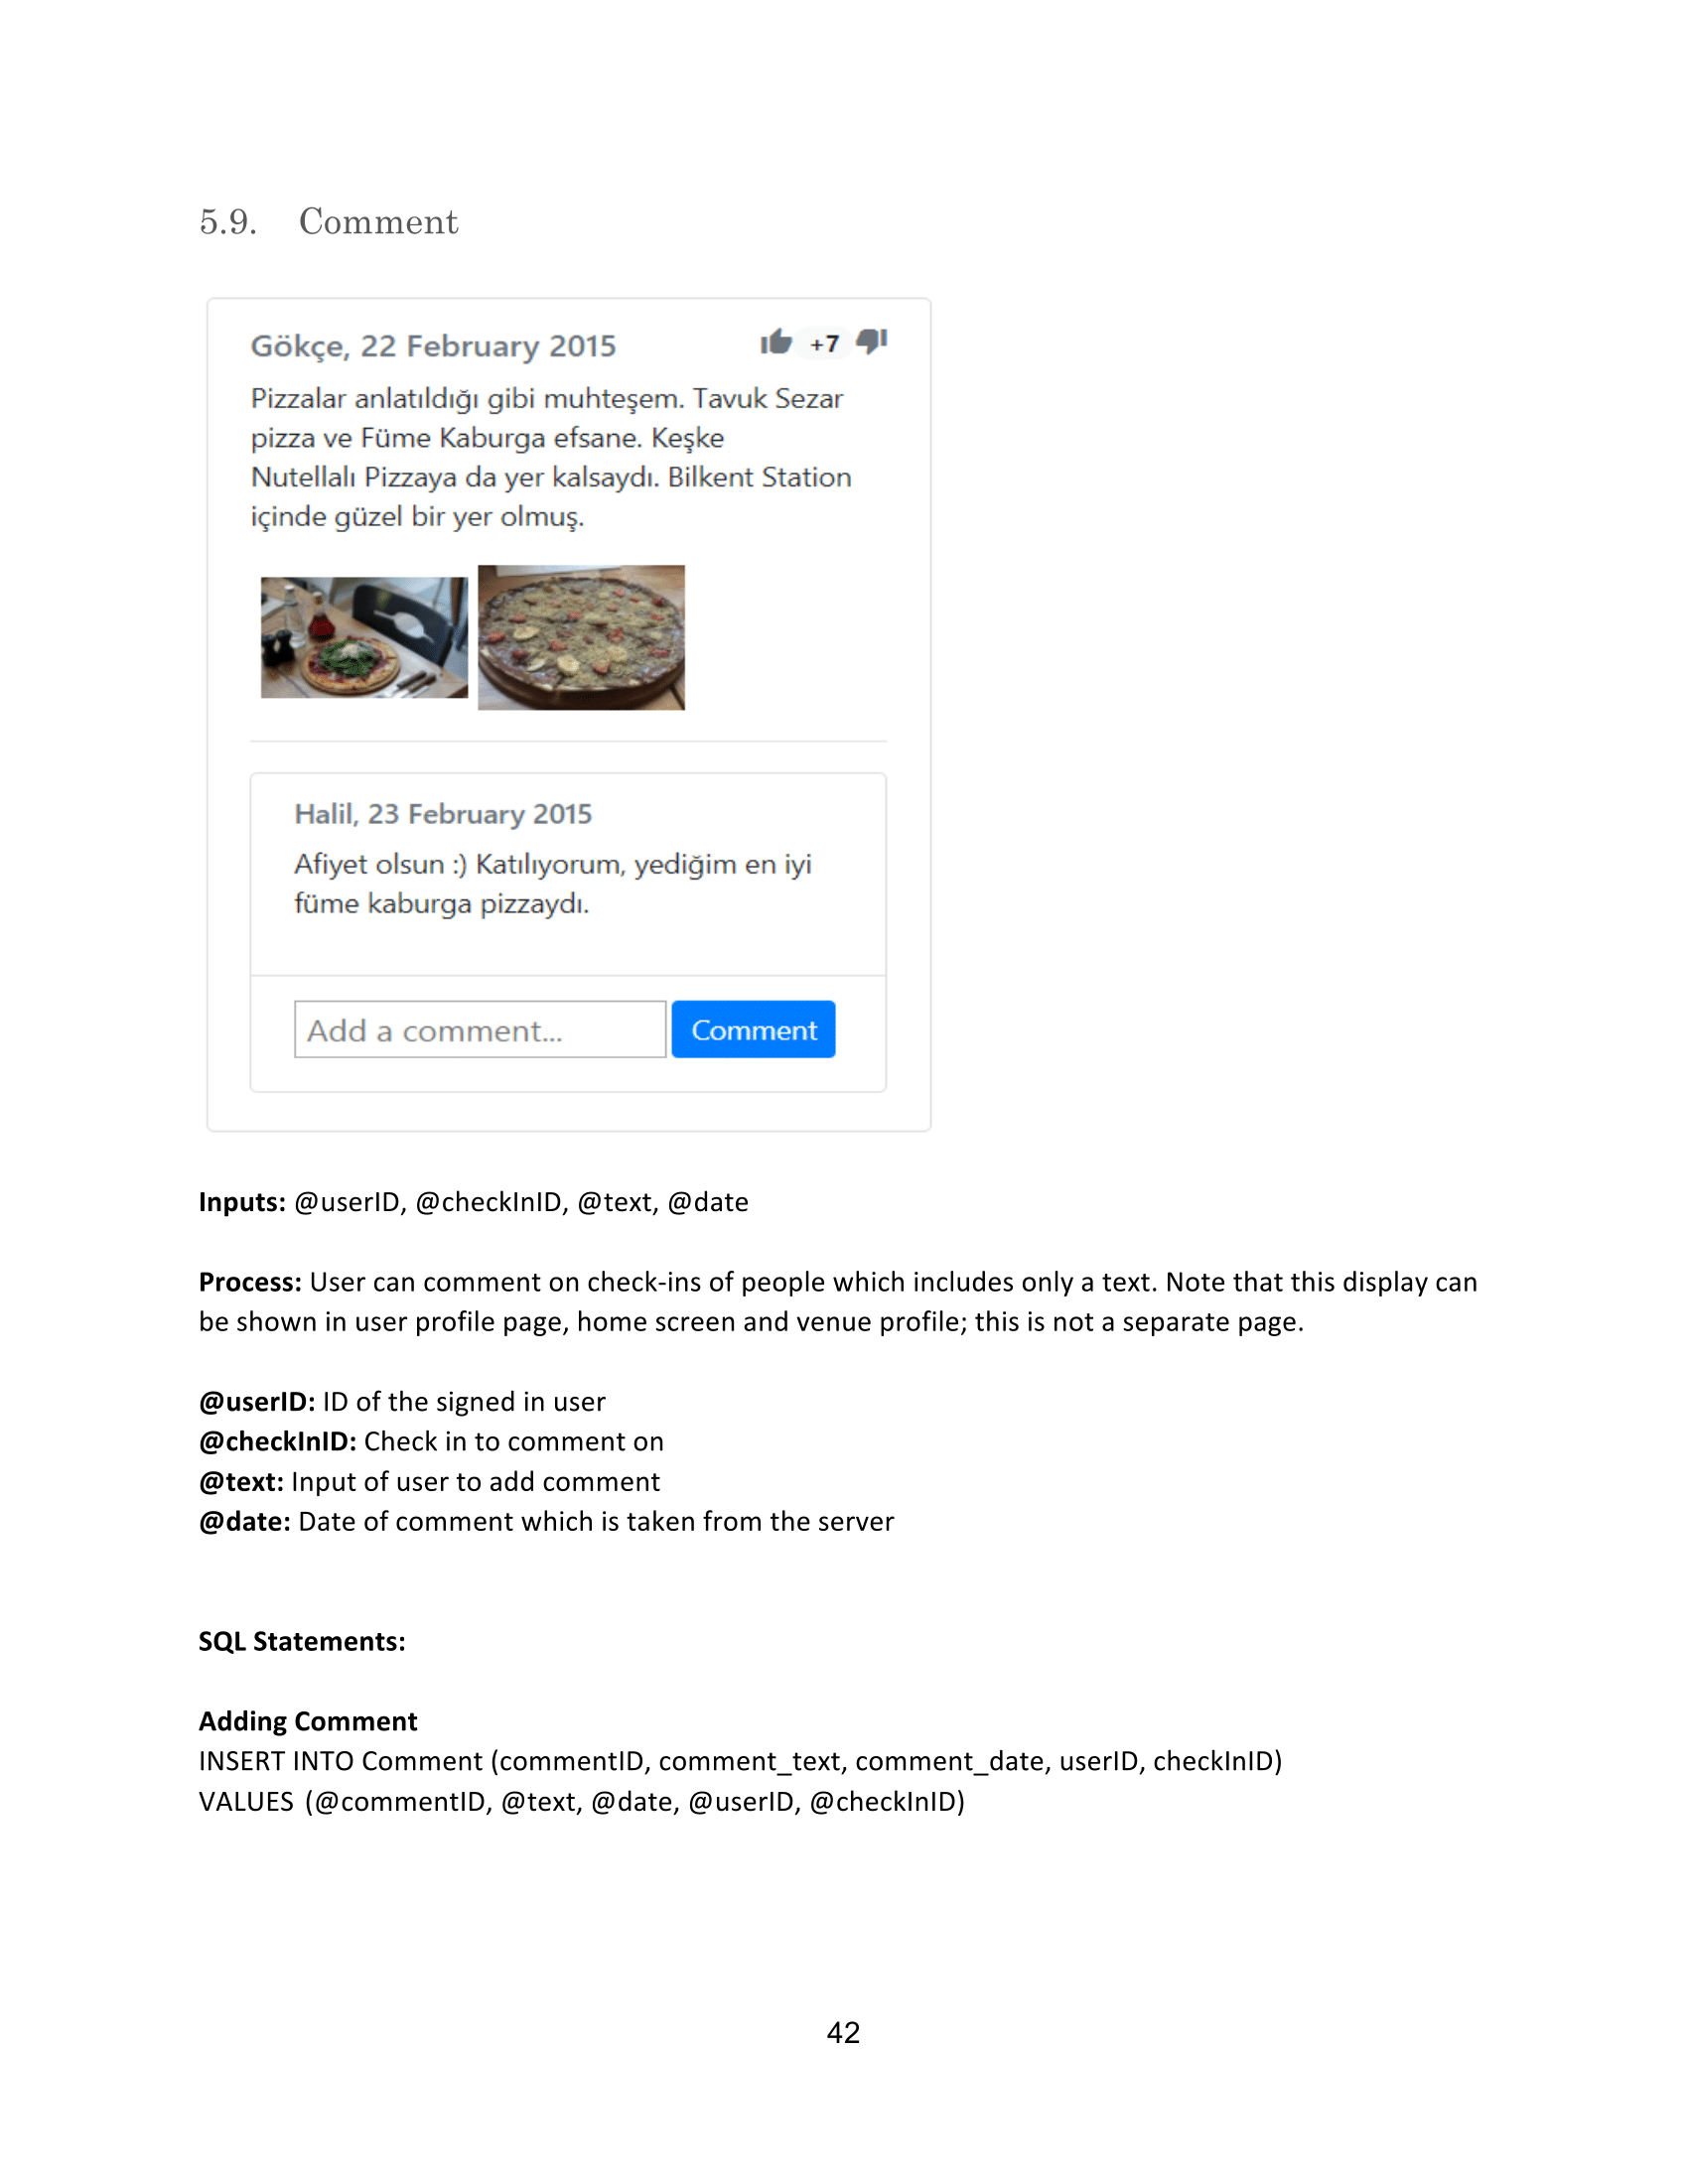 5.9. Comment
Gökçe, 22 February 2015 +7
Pizzalar anlatıldığı gibi muhteşem. Tavuk Sezar
pizza ve Füme Kaburga efsane. Keşke
Nutellalı Pizzaya da yer kalsaydı. Bilkent Station
içinde güzel bir yer olmuş.
Halil, 23 February 2015
Afiyet olsun :) Katılıyorum, yediğim en iyi
füme kaburga pizzaydı.
Add a comment... Comment
Inputs: @userID, @checkInID, @text, @date
Process: User can comment on check-ins of people which includes only a text. Note that this display can
be shown in user profile page, home screen and venue profile; this is not a separate page.
@userID: ID of the signed in user
@checkInID: Check in to comment on
@text: Input of user to add comment
@date: Date of comment which is taken from the server
SQL Statements:
Adding Comment
INSERT INTO Comment (commentID, comment_text, comment_date, userID, checkInID)
VALUES (@commentID, @text, @date, @userID, @checkInID)
42